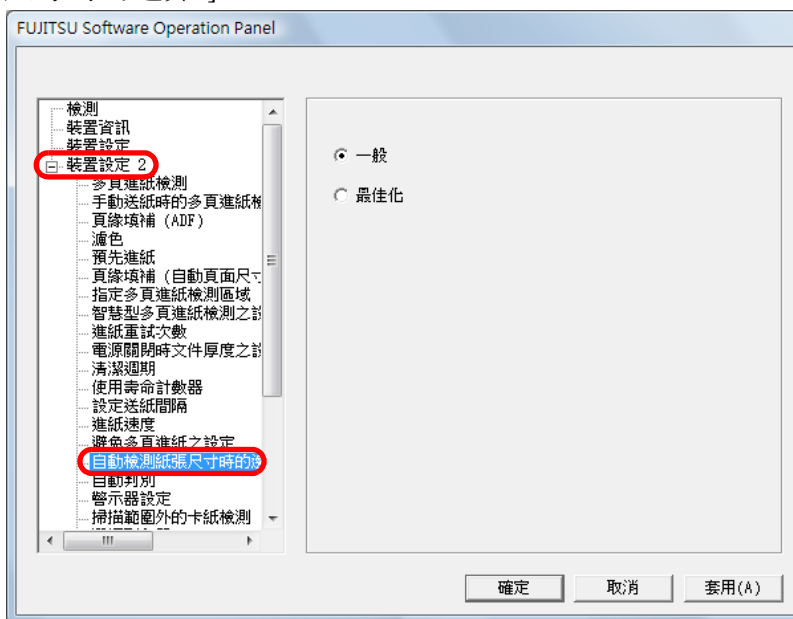 FUJITSU Software Operation Panel
檢測
裝置資訊
裝置設定
裝置設定 2
多頁進紙檢測
手動送紙時的多頁進紙檢
頁緣填補 (ADF)
濾色
預先進紙
頁緣填補 (自動頁面尺寸
指定多頁進紙檢測區域
智慧型多頁進紙檢測之設
進紙重試次數
電源關閉時文件厚度之設
清潔週期
使用壽命計數器
設定送紙間隔
進紙速度
避免多頁進紙之設定
自動檢測紙張尺寸時的
自動判別
警示器設定
掃描範圍外的卡紙檢測
一般
最佳化
確定
取消
套用(A)